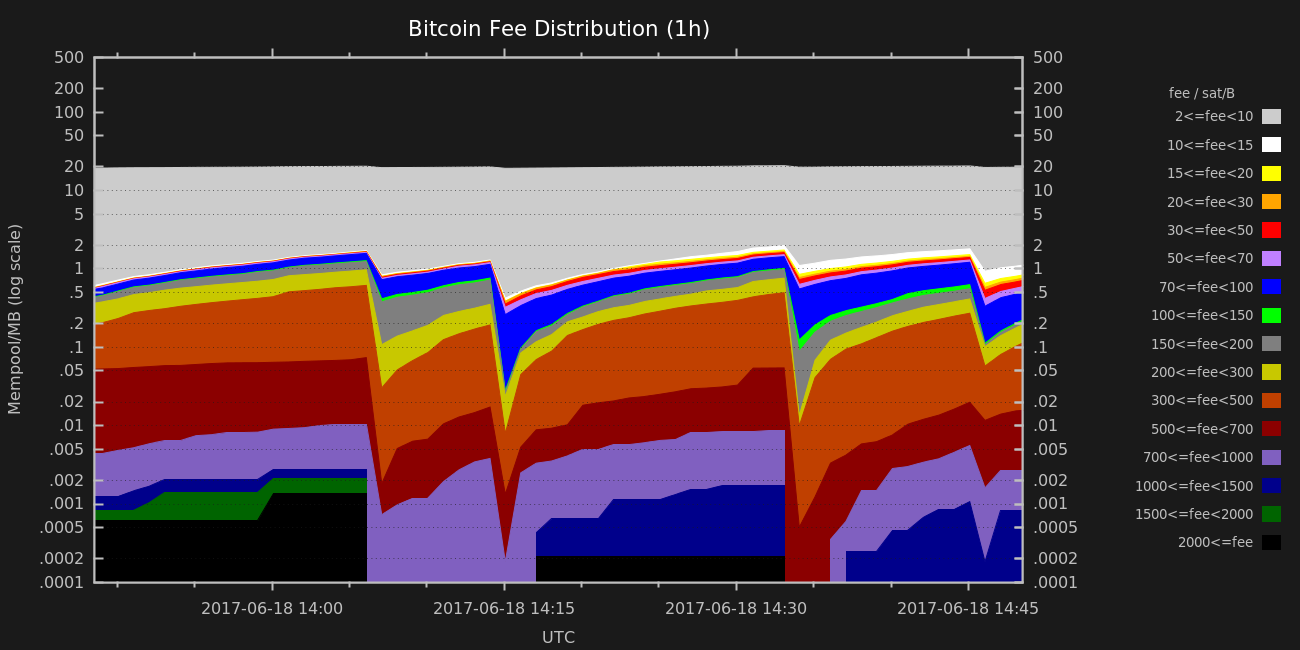 Bitcoin Fee Distribution (1h)
500 500
200 200
100 100
50 50
20 20
10 10
5 5
2 2
1 1
.5 .5
.2 .2
.1 .1
.05 .05
.02 .02
.01 .01
.005 .005
.002 .002
.001 .001
.0005 .0005
.0002 .0002
.0001 .0001
Mempool/MB (log scale)
2017-06-18 14:00 2017-06-18 14:15 2017-06-18 14:30 2017-06-18 14:45
UTC
fee / sat/B
2<=fee<10
10<=fee<15
15<=fee<20
20<=fee<30
30<=fee<50
50<=fee<70
70<=fee<100
100<=fee<150
150<=fee<200
200<=fee<300
300<=fee<500
500<=fee<700
700<=fee<1000
1000<=fee<1500
1500<=fee<2000
2000<=fee